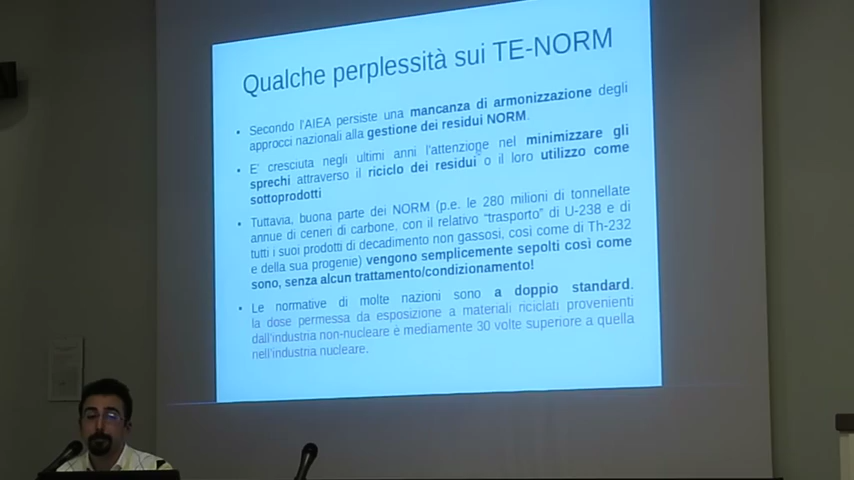 Qualche perplessità sui TE-NORM
• Secondo l'AIEA persiste una mancanza di armonizzazione degli
approcci nazionali alla gestione dei residui NORM.
• E' cresciuta negli ultimi anni l'attenzione nel minimizzare gli
sprechi attraverso il riciclo dei residui o il loro utilizzo come
sottoprodotti
• Tuttavia, buona parte dei NORM (p.e. le 280 milioni di tonnellate
annue di ceneri di carbone, con il relativo "trasporto" di U-238 e di
tutti i suoi prodotti di decadimento non gassosi, così come di Th-232
e della sua progenie) vengono semplicemente sepolti così come
sono, senza alcun trattamento/condizionamento!
• Le normative di molte nazioni sono a doppio standard.
la dose permessa da esposizione a materiali riciclati provenienti
dall'industria non-nucleare è mediamente 30 volte superiore a quella
nell'industria nucleare.